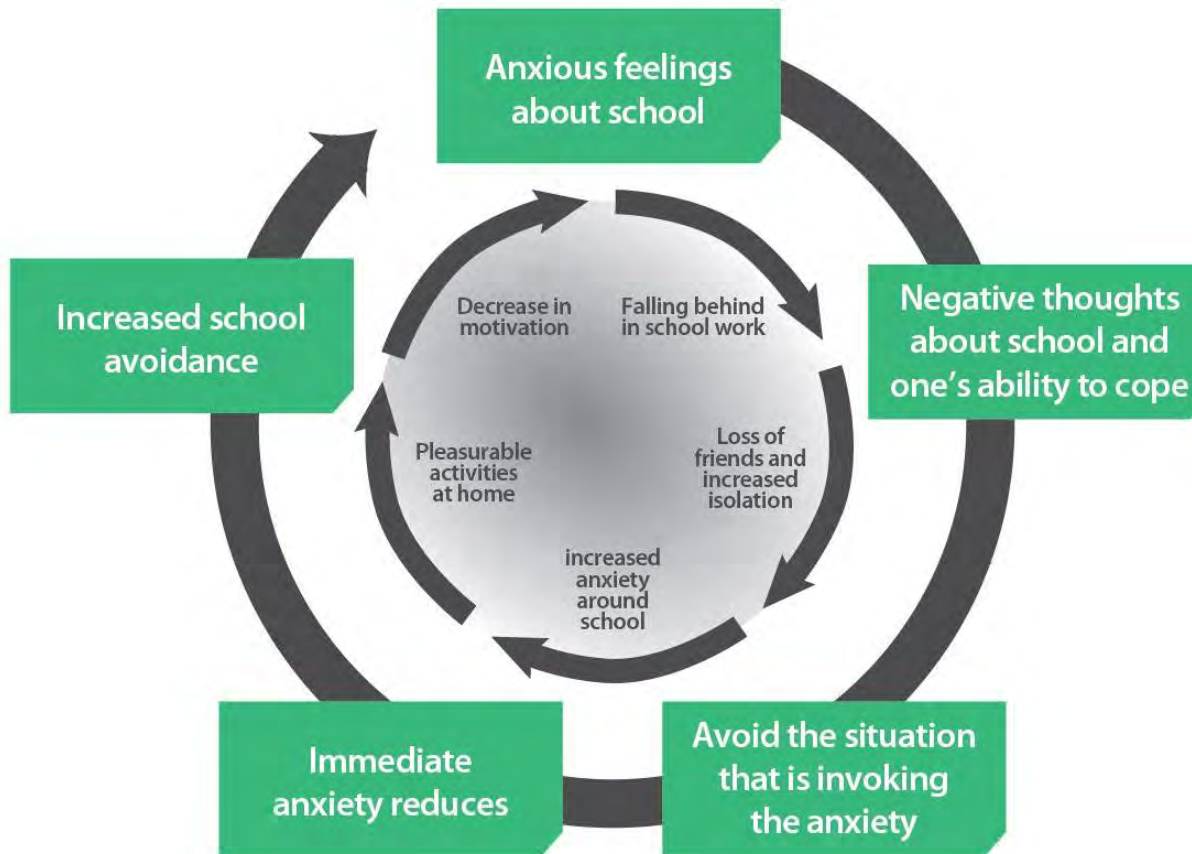 Anxious feelings
about school
Negative thoughts
about school and
one's ability to cope
Avoid the situation
that is invoking
the anxiety
Immediate
anxiety reduces
Increased school
avoidance
Falling behind
in school work
Loss of
friends and
increased
isolation
increased
anxiety
around
school
Pleasurable
activities
at home
Decrease in
motivation